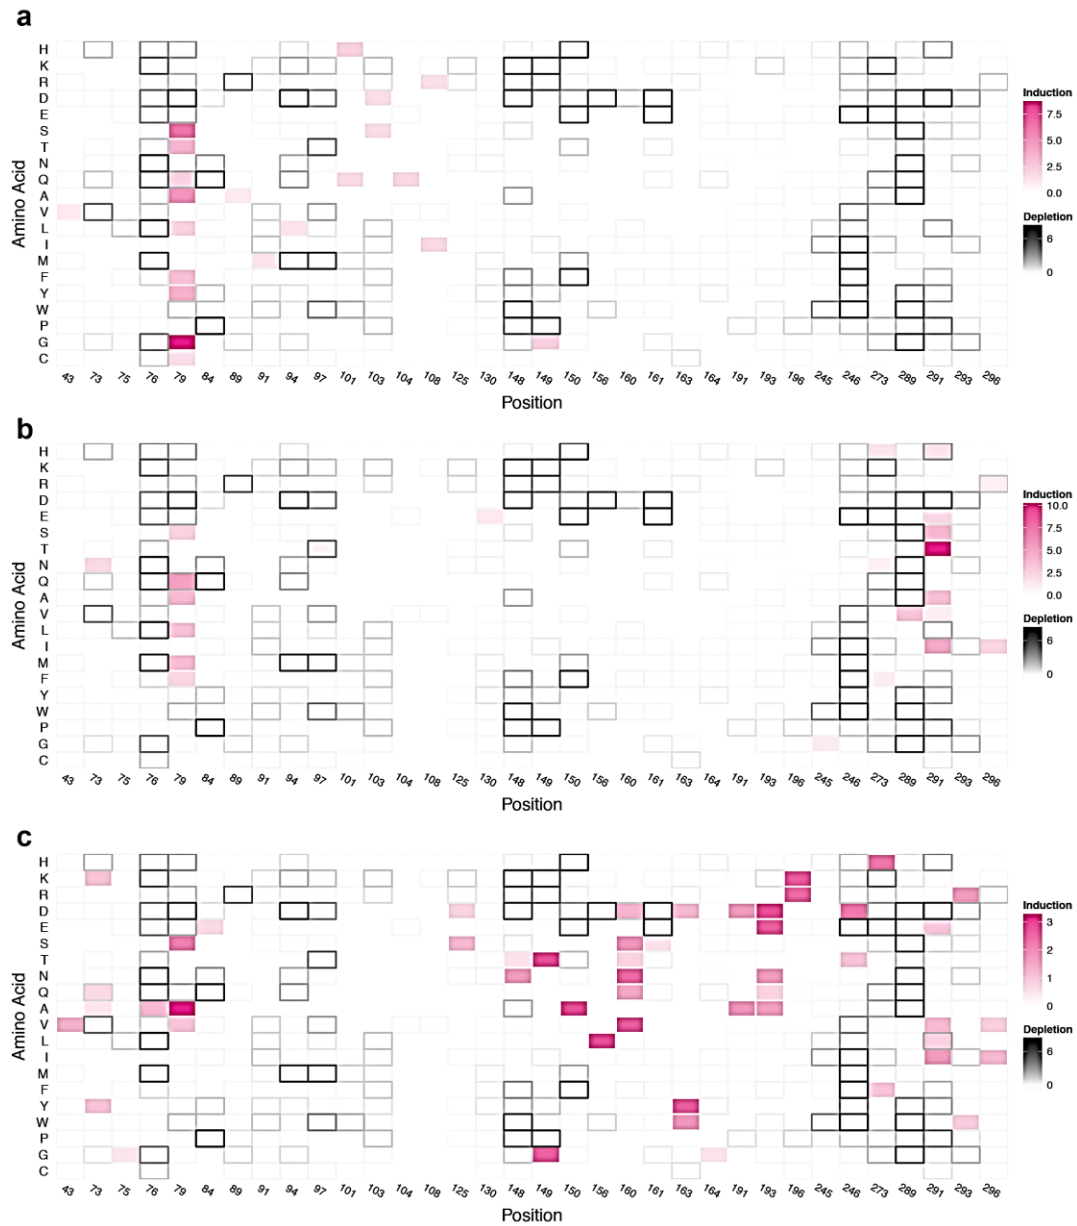 a
H
K
R
D
E
S
T
N
Q
A
V
L
I
M
F
Y
W
P
G
C
Amino Acid
43 73 75 76 79 84 89 91 94 97 101 103 104 108 125 130 148 149 150 156 160 161 163 164 191 193 196 245 246 273 289 291 293 296
Position
Induction
7.5
5.0
2.5
0.0
Depletion
6
0
b
H
K
R
D
E
S
T
N
Q
A
V
L
I
M
F
Y
W
P
G
C
Amino Acid
43 73 75 76 79 84 89 91 94 97 101 103 104 108 125 130 148 149 150 156 160 161 163 164 191 193 196 245 246 273 289 291 293 296
Position
Induction
10.0
7.5
5.0
2.5
0.0
Depletion
6
0
c
H
K
R
D
E
S
T
N
Q
A
V
L
I
M
F
Y
W
P
G
C
Amino Acid
43 73 75 76 79 84 89 91 94 97 101 103 104 108 125 130 148 149 150 156 160 161 163 164 191 193 196 245 246 273 289 291 293 296
Position
Induction
3
2
1
0
Depletion
6
0